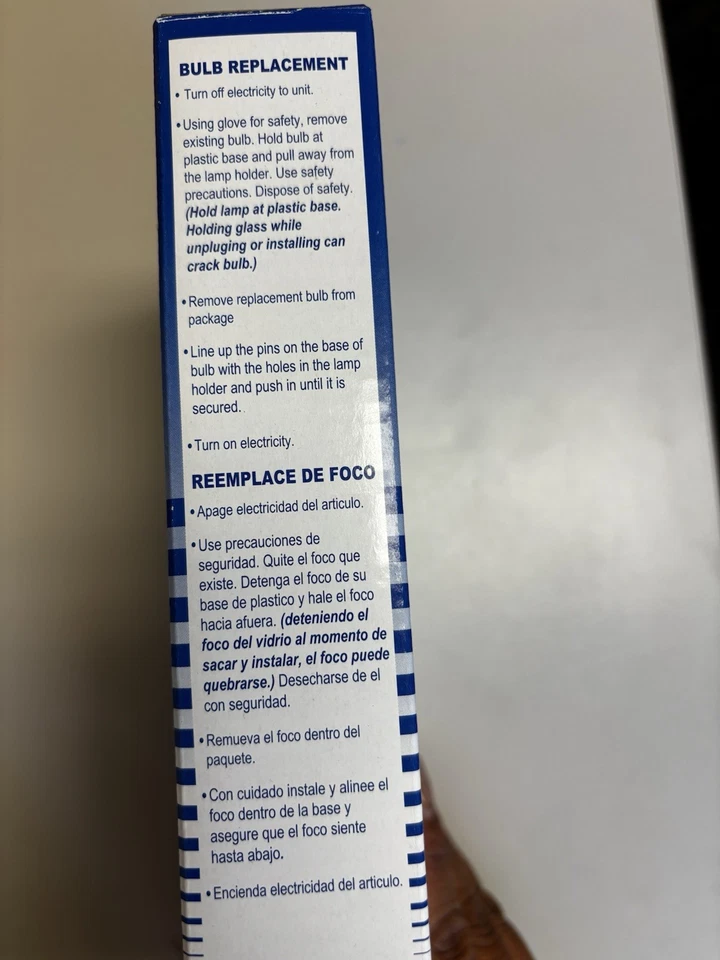 BULB REPLACEMENT
• Turn off electricity to unit.
• Using glove for safety, remove
existing bulb. Hold bulb at
plastic base and pull away from
the lamp holder. Use safety
precautions. Dispose of safety.
(Hold lamp at plastic base.
Holding glass while
unpluging or installing can
crack bulb.)
• Remove replacement bulb from
package
• Line up the pins on the base of
bulb with the holes in the lamp
holder and push in until it is
secured.
• Turn on electricity.
REEMPLACE DE FOCO
• Apage electricidad del articulo.
• Use precauciones de
seguridad. Quite el foco que
existe. Detenga el foco de su
base de plastico y hale el foco
hacia afuera. (deteniendo el
foco del vidrio al momento de
sacar y instalar, el foco puede
quebrarse.) Desecharse de el
con seguridad.
• Remueva el foco dentro del
paquete.
• Con cuidado instale y alinee el
foco dentro de la base y
asegure que el foco siente
hasta abajo.
• Encienda electricidad del articulo.